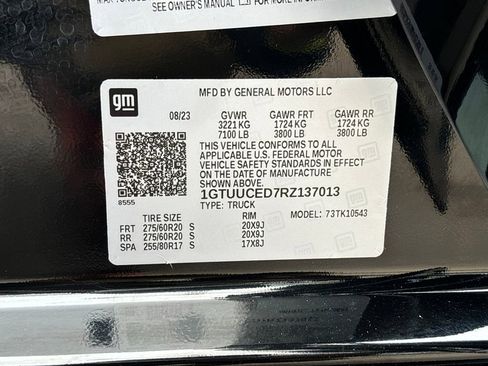 SEE OWNER'S MANUAL
FOR MORE INFORMATION.
gm
MFD BY GENERAL MOTORS LLC
08/23 GVWR GAWR FRT GAWR RR
3221 KG 1724 KG 1724 KG
7100 LB 3800 LB 3800 LB
THIS VEHICLE CONFORMS TO ALL
APPLICABLE U.S. FEDERAL MOTOR
VEHICLE SAFETY STANDARDS IN
EFFECT ON THE DATE OF
MANUFACTURE SHOWN ABOVE.
1GTUUCED7RZ137013
8555 TYPE: TRUCK MODEL: 73TK10543
TIRE SIZE RIM
FRT 275/60R20 S 20X9J
RR 275/60R20 S 20X9J
SPA 255/80R17 S 17X8J